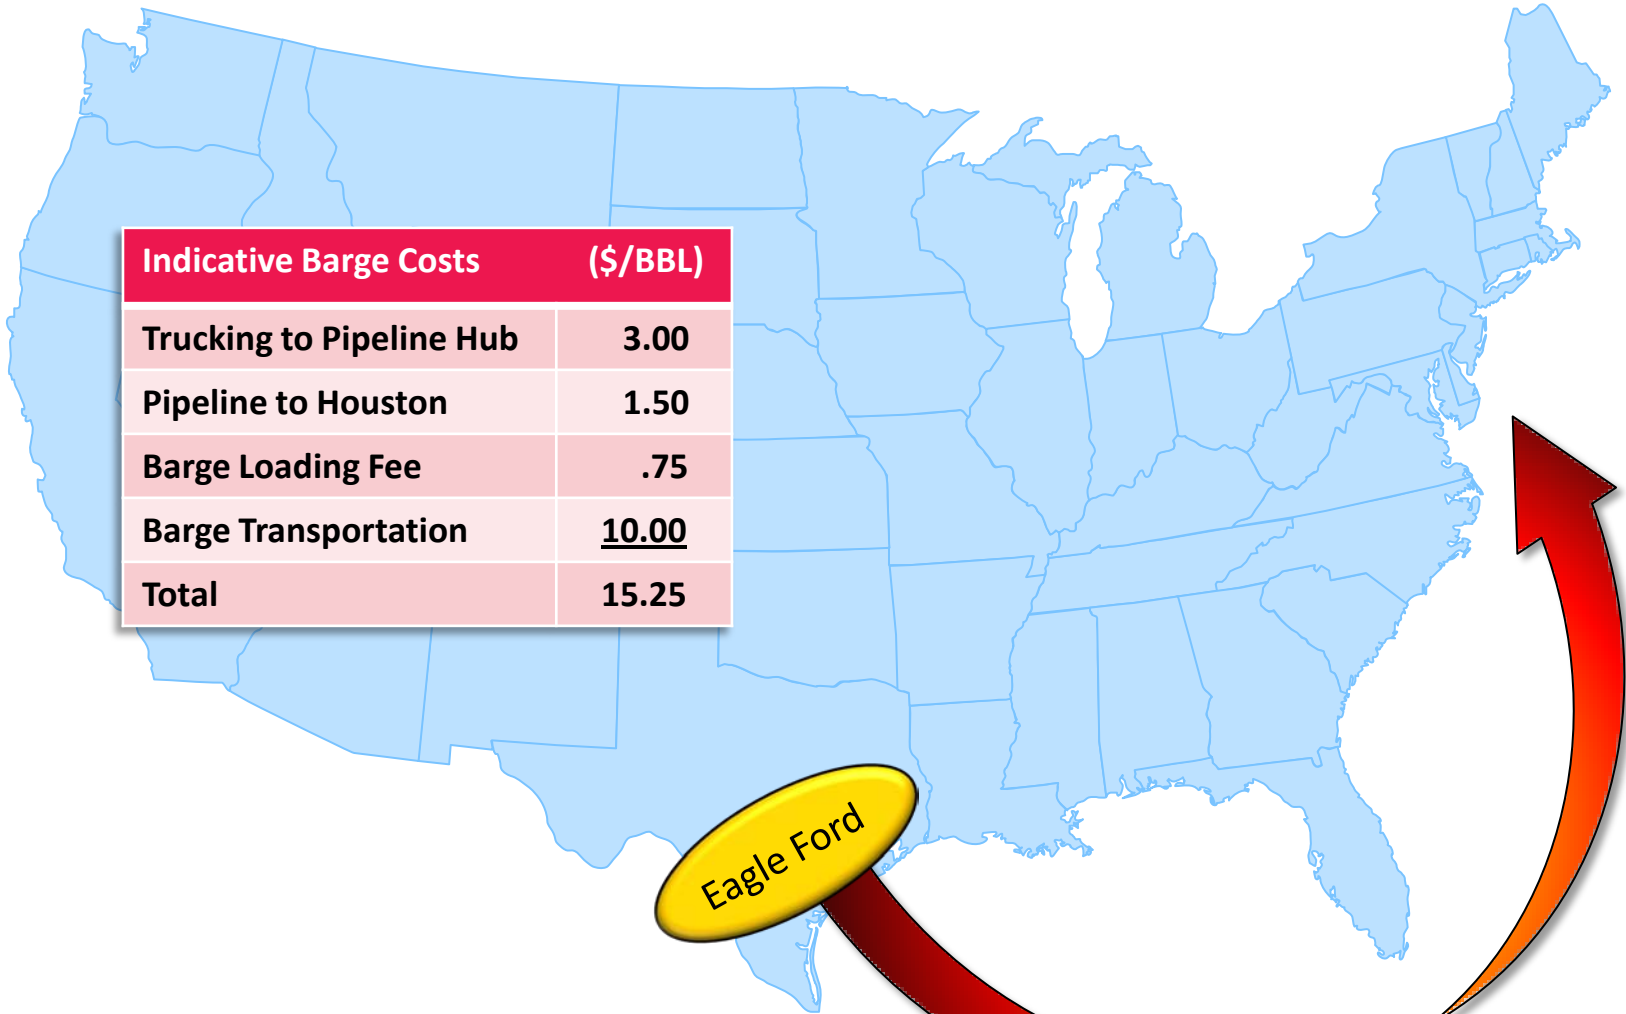 Indicative Barge Costs ($/BBL)
Trucking to Pipeline Hub 3.00
Pipeline to Houston 1.50
Barge Loading Fee .75
Barge Transportation 10.00
Total 15.25
Eagle Ford